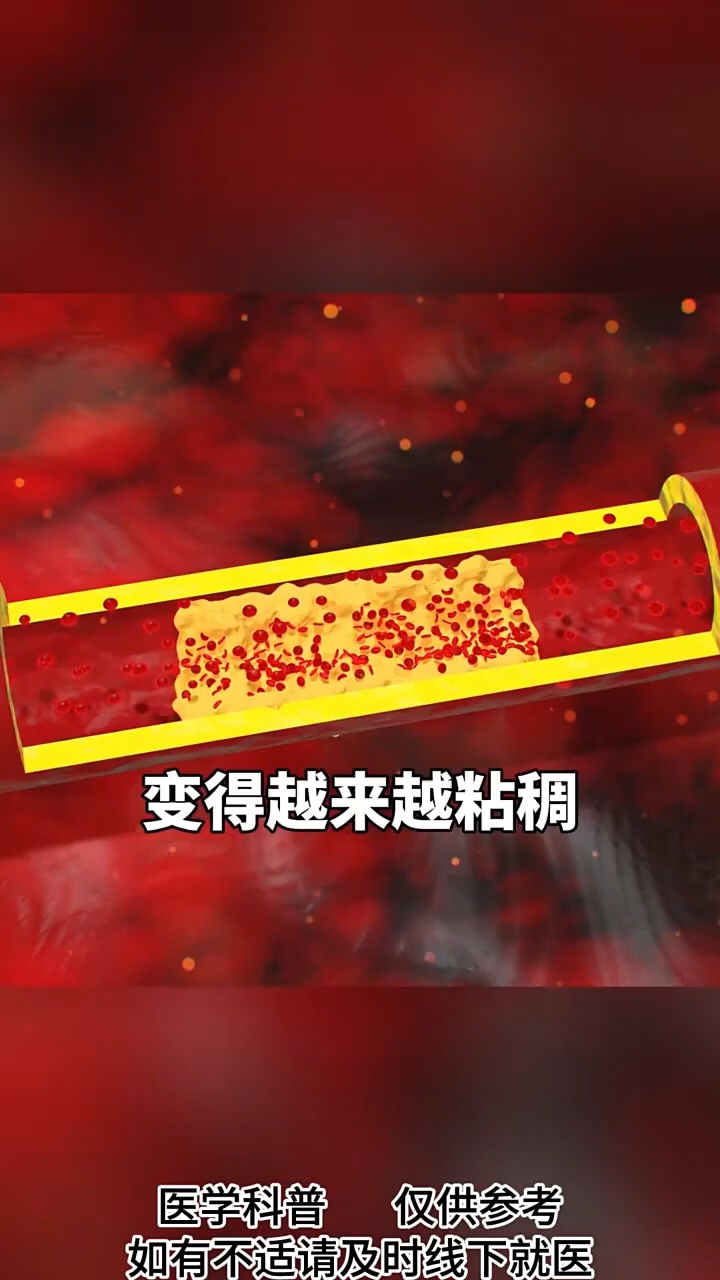 变得越来越粘稠
医学科普 仅供参考
如有不适请及时线下就医